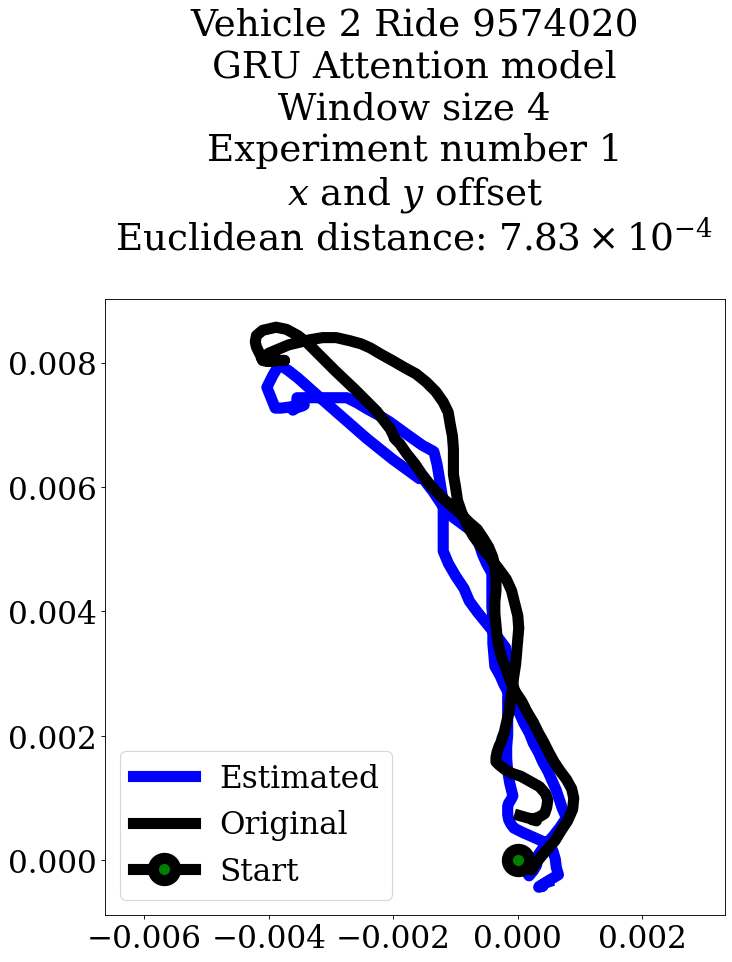 Vehicle 2 Ride 9574020
GRU Attention model
Window size 4
Experiment number 1
x and y offset
Euclidean distance: 7.83 × 10⁻⁴
0.008
0.006
0.004
0.002
0.000
Estimated
Original
Start
−0.006 −0.004 −0.002 0.000 0.002